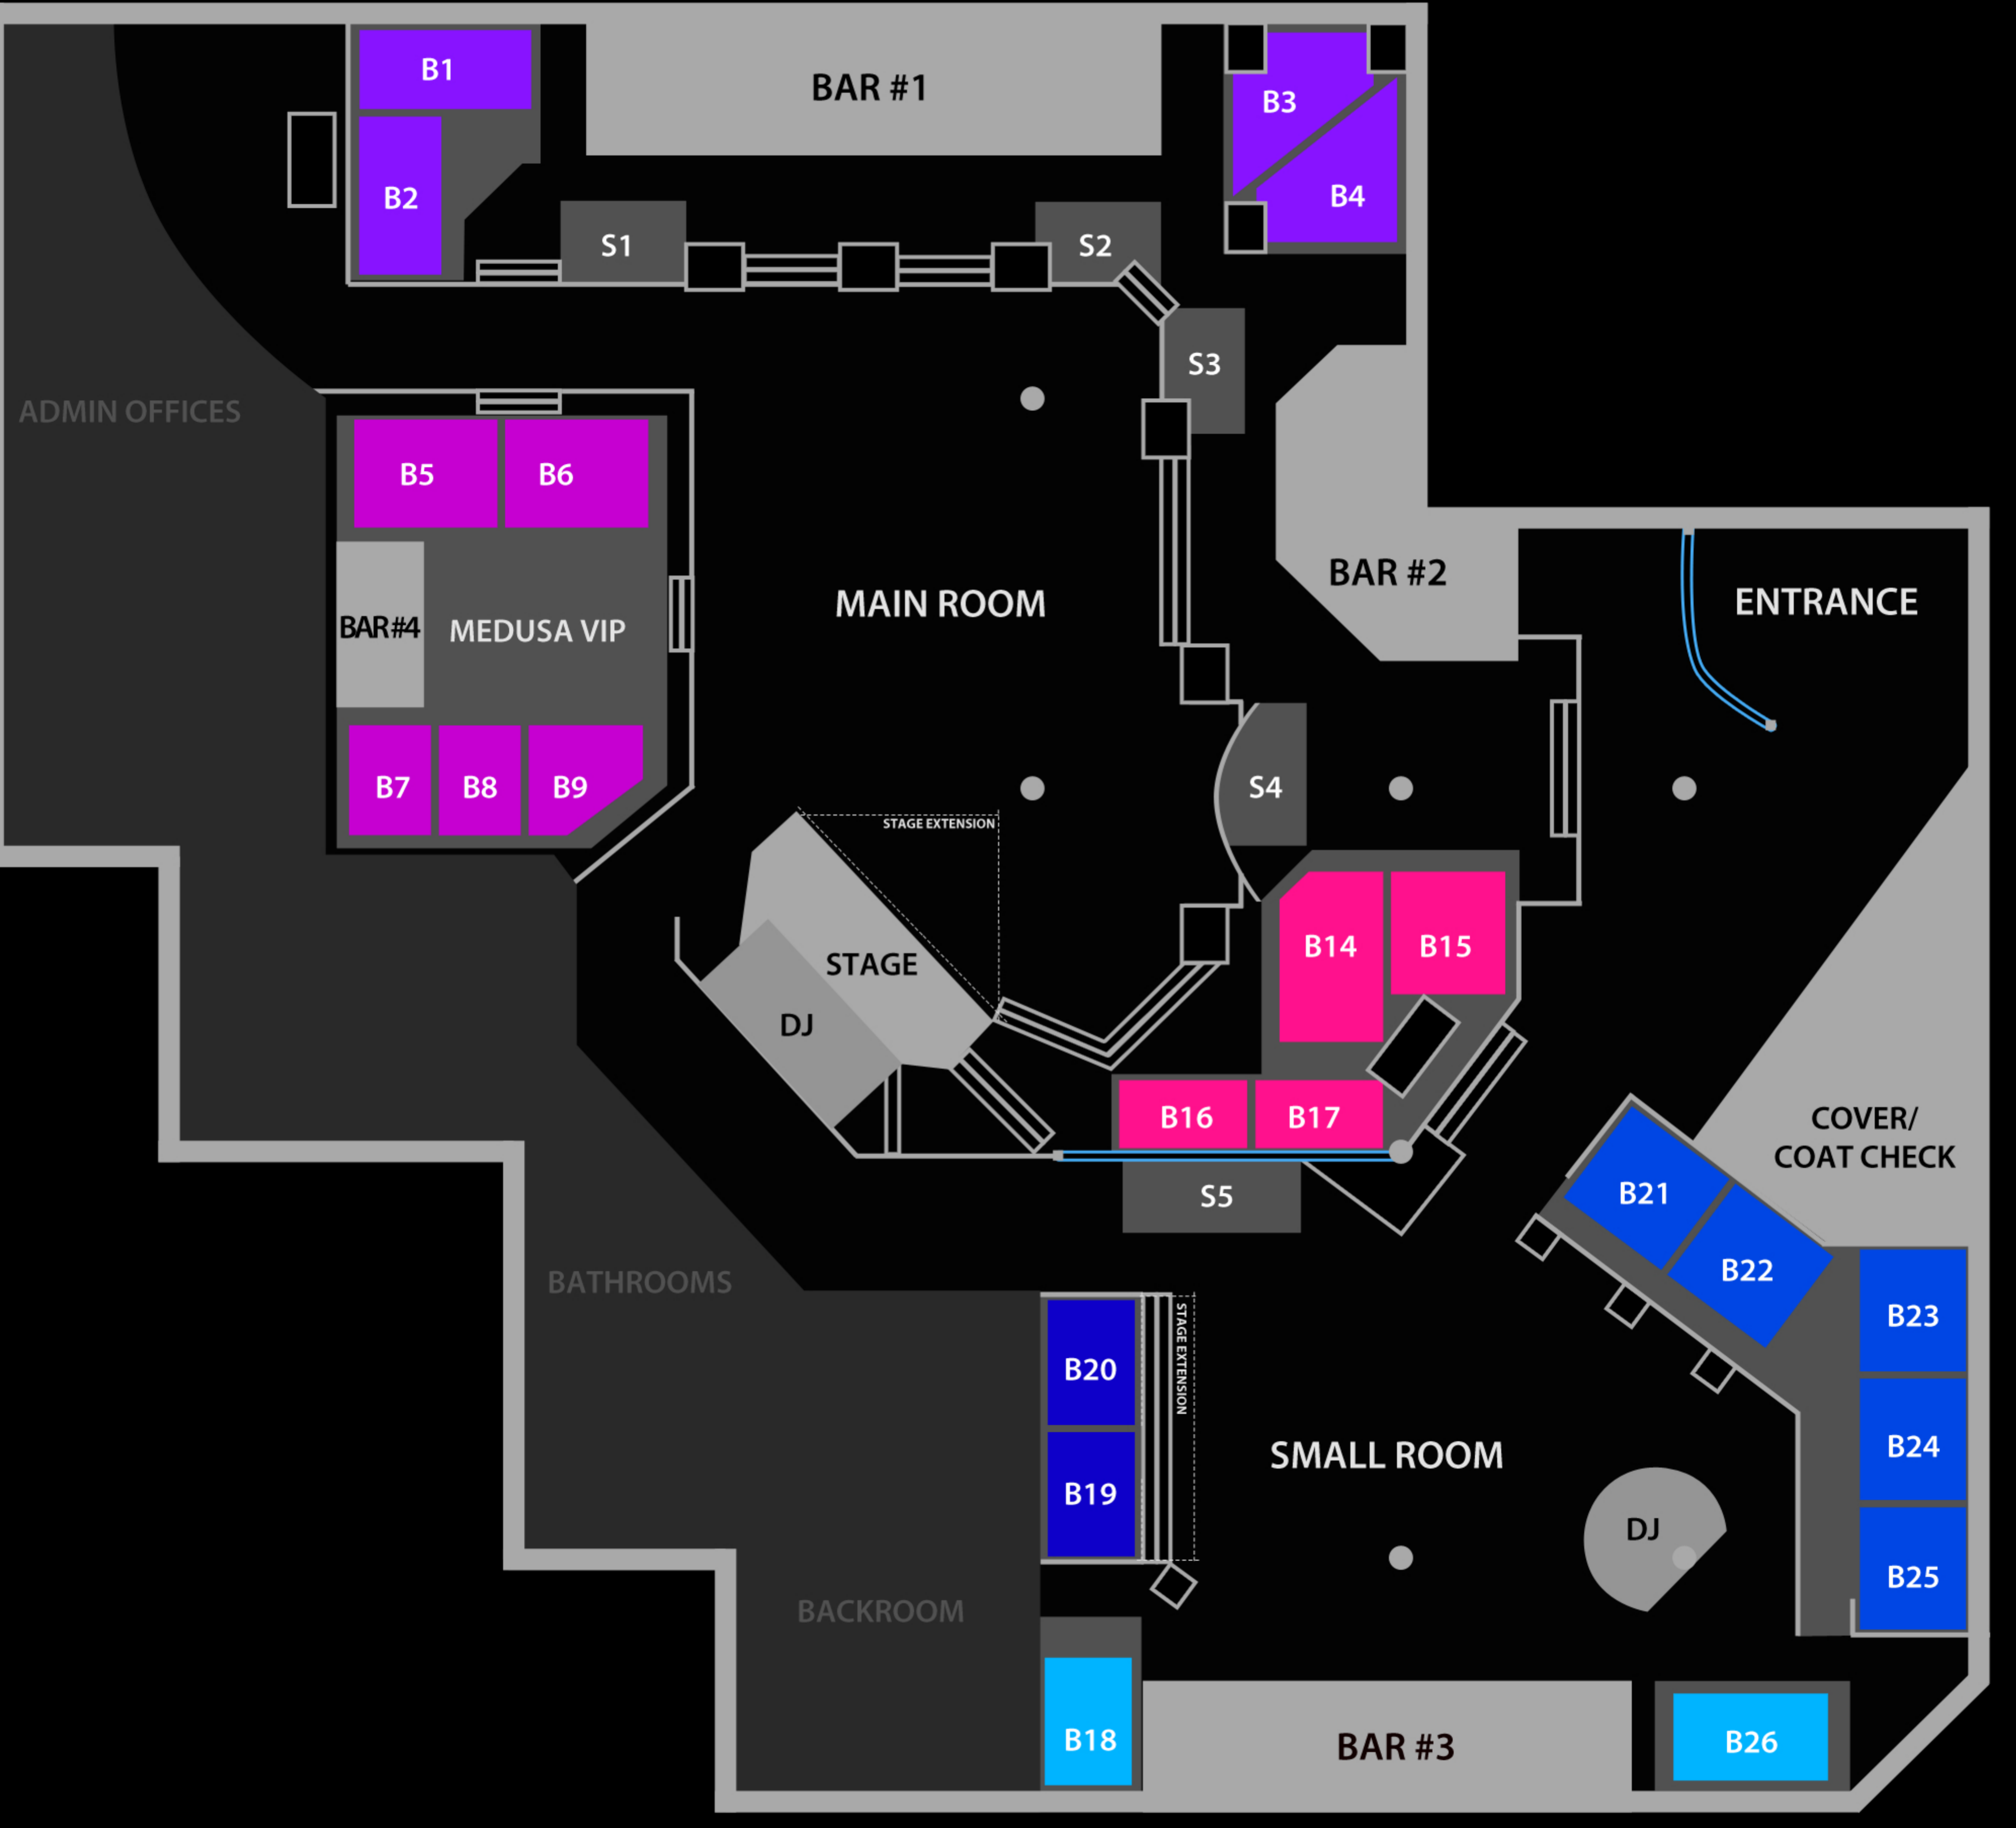 B1
BAR #1
B3
B2
B4
S1
S2
S3
ADMIN OFFICES
B5
B6
BAR #2
MAIN ROOM
ENTRANCE
BAR#4
MEDUSA VIP
B7
B8
B9
S4
STAGE EXTENSION
B14
B15
STAGE
DJ
B16
B17
COVER/
COAT CHECK
B21
S5
B22
BATHROOMS
B23
STAGE EXTENSION
B20
B24
SMALL ROOM
B19
DJ
B25
BACKROOM
B18
BAR #3
B26